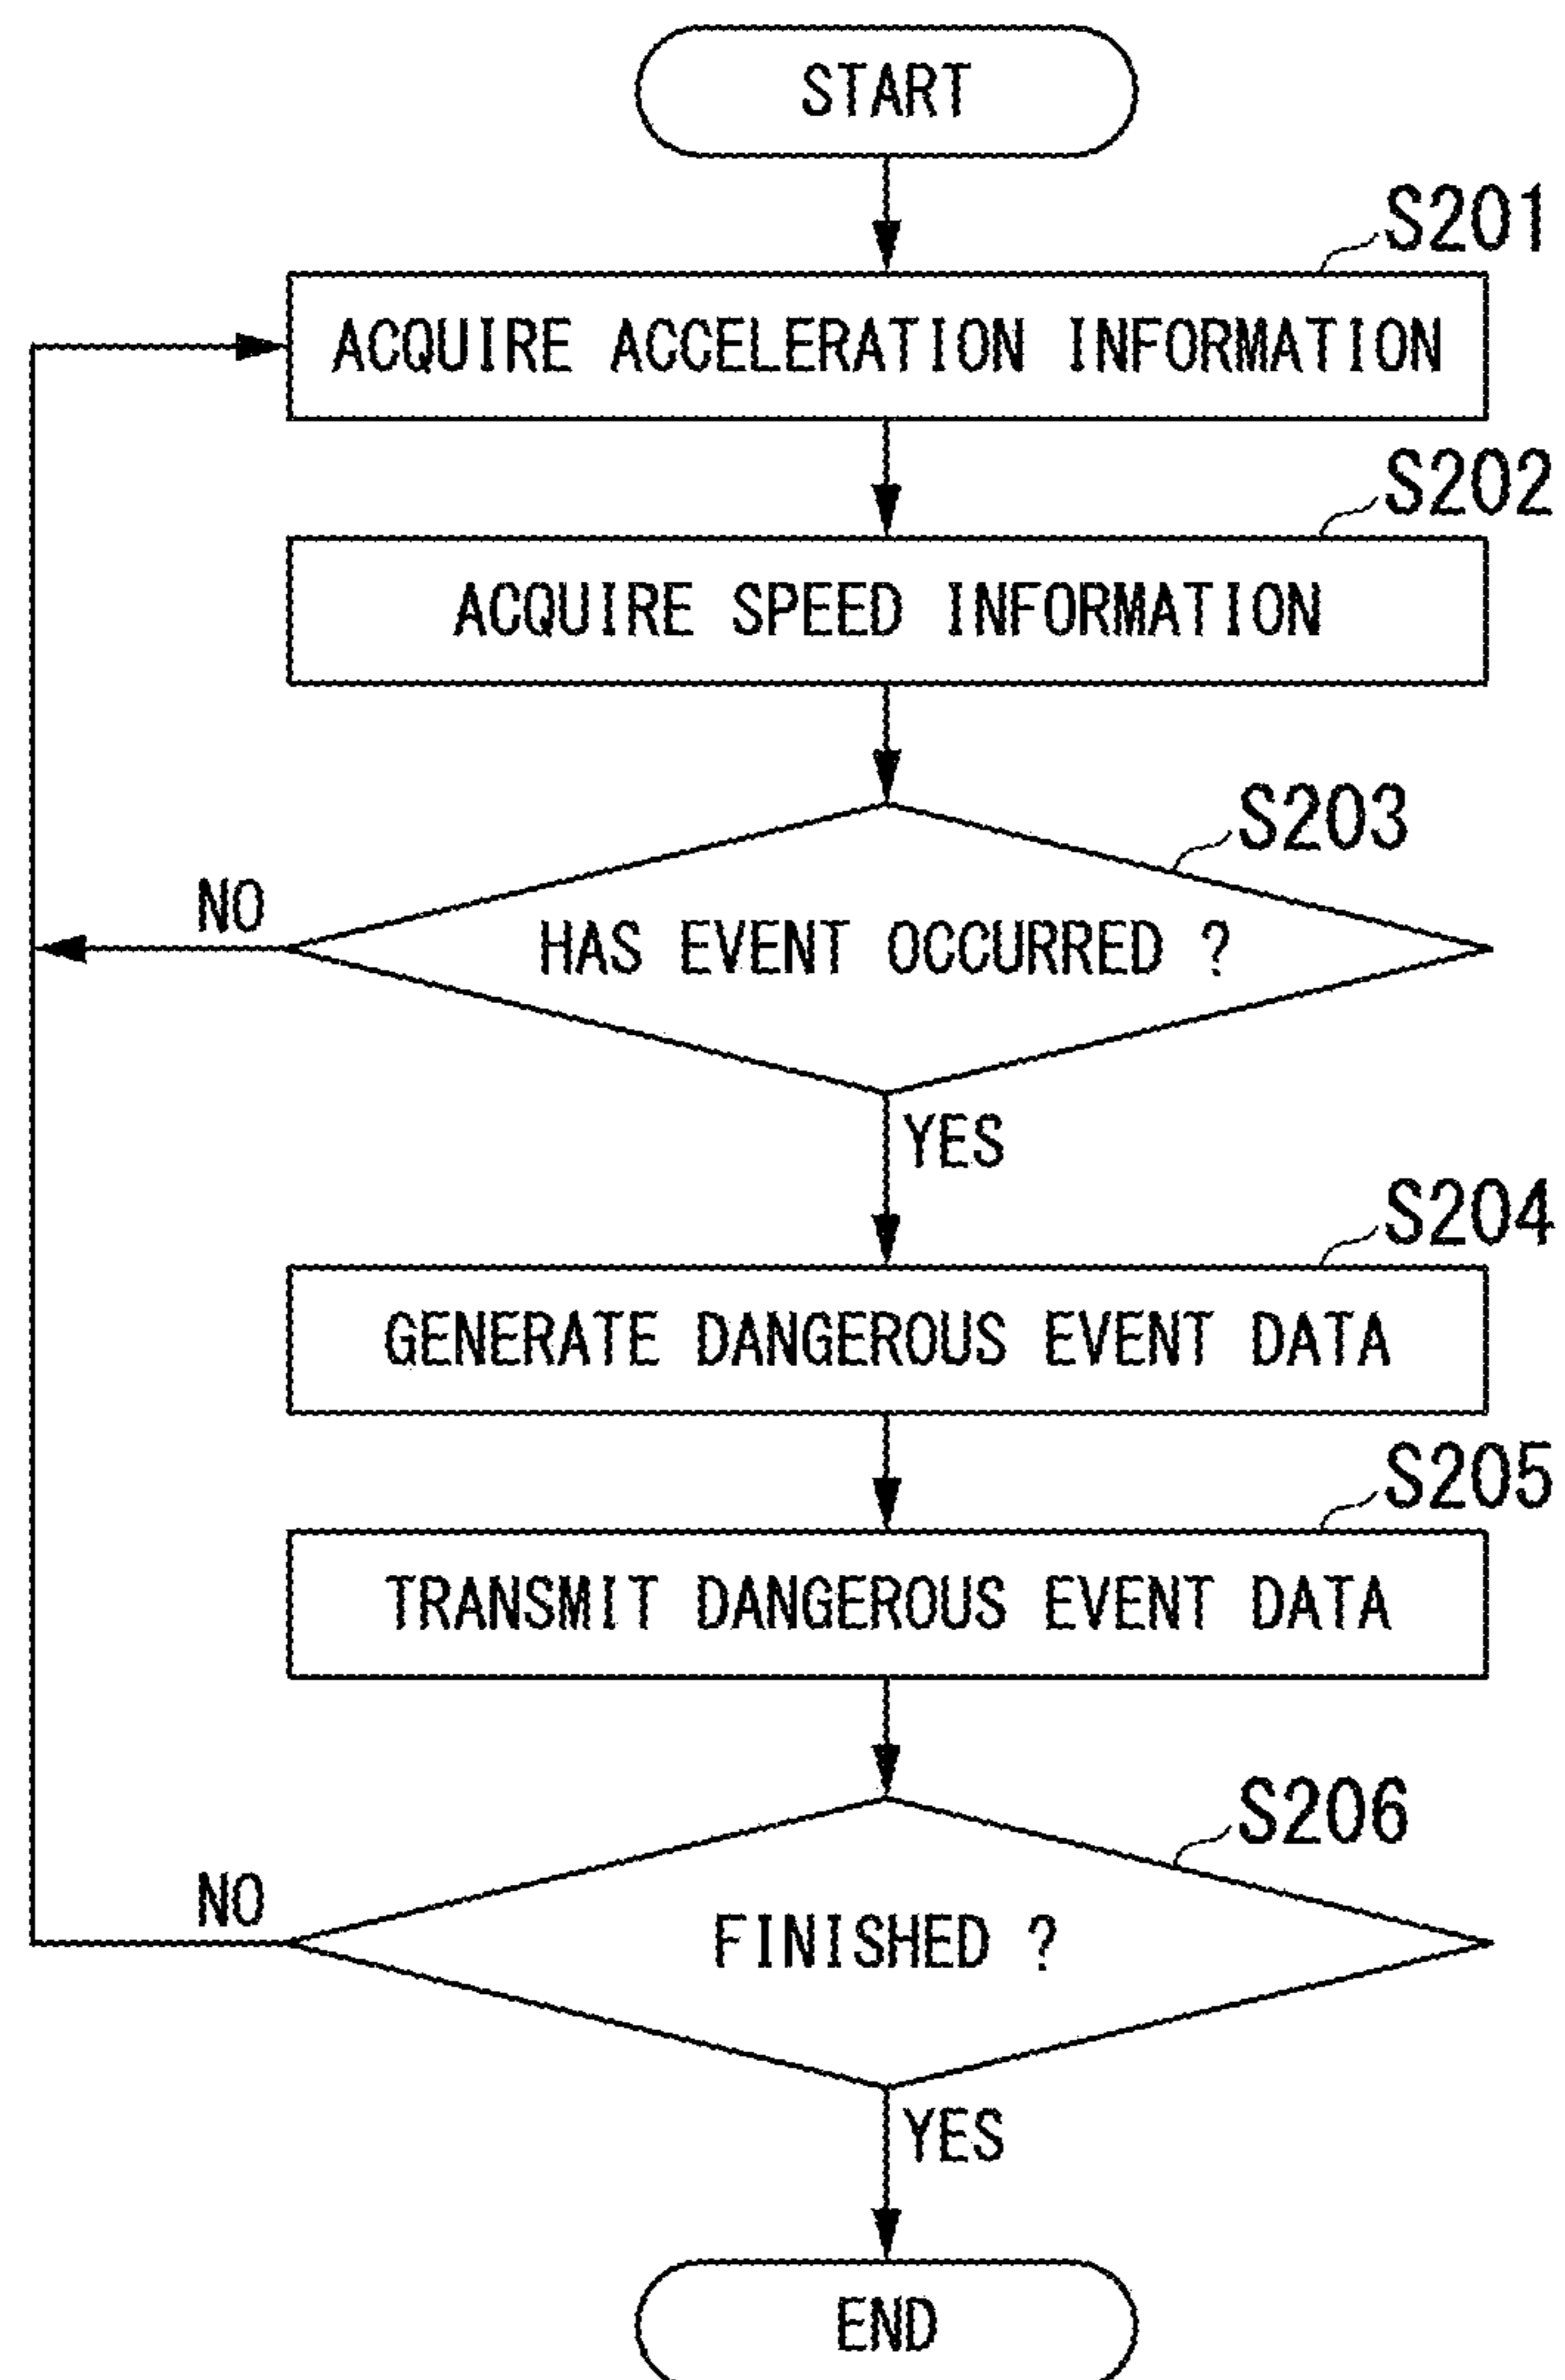 START
S201
ACQUIRE ACCELERATION INFORMATION
S202
ACQUIRE SPEED INFORMATION
S203
NO
HAS EVENT OCCURRED ?
YES
S204
GENERATE DANGEROUS EVENT DATA
S205
TRANSMIT DANGEROUS EVENT DATA
S206
NO
FINISHED ?
YES
END